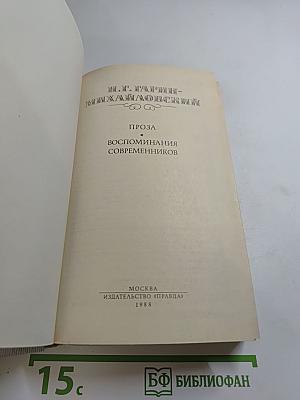 Н. Г. ГАРИН-
МИХАЙЛОВСКИЙ
ПРОЗА
•
ВОСПОМИНАНИЯ
СОВРЕМЕННИКОВ
МОСКВА
ИЗДАТЕЛЬСТВО «ПРАВДА»
1988
15с
БФ БИБЛИОФАН